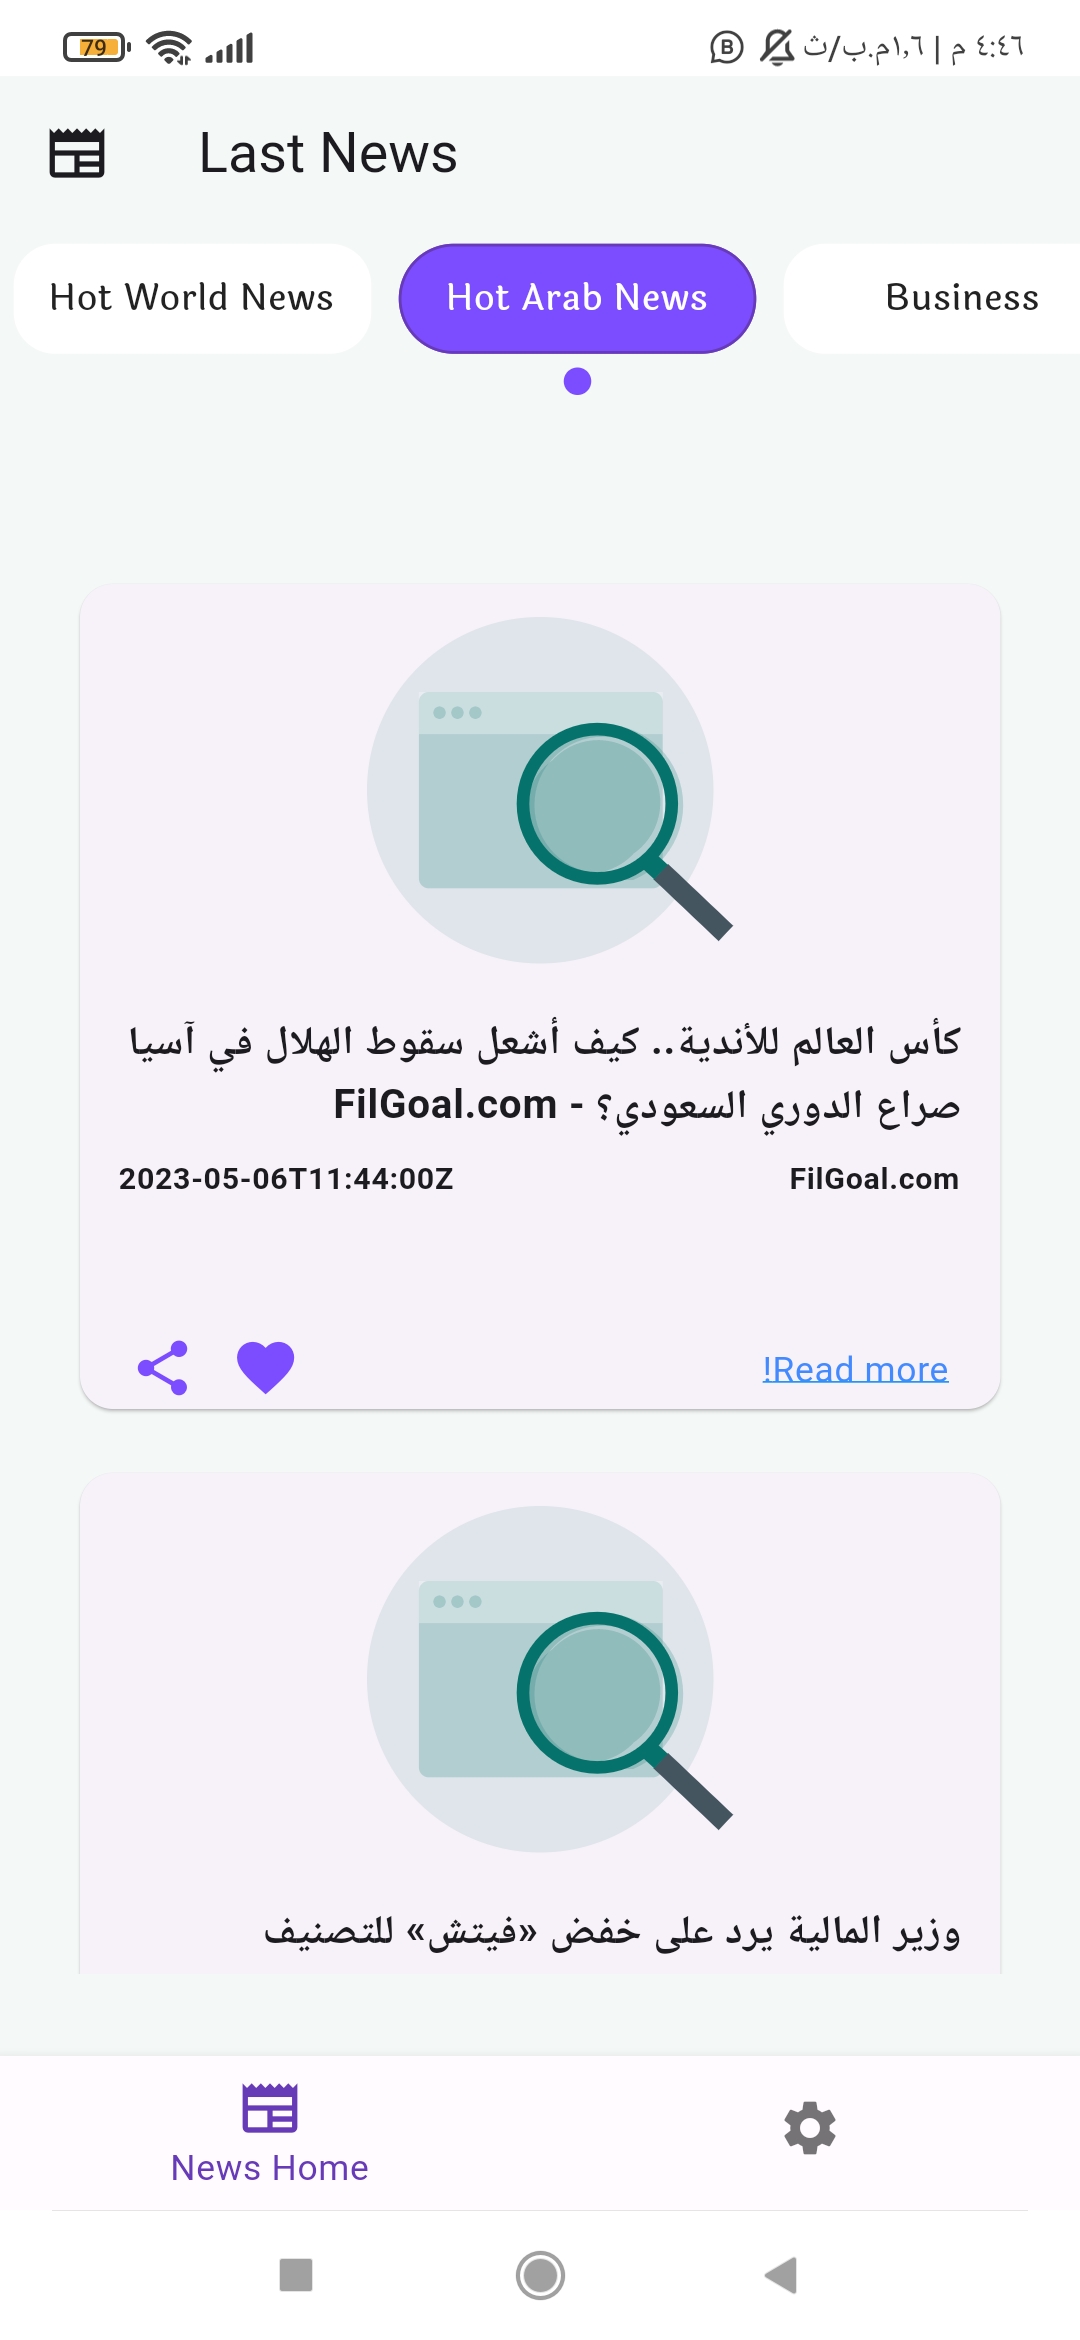 79
٤:٤٦ م | ١,٦م.ب/ث
B
Last News
Hot World News
Hot Arab News
Business
كأس العالم للأندية.. كيف أشعل سقوط الهلال في آسيا
صراع الدوري السعودي؟ - FilGoal.com
2023-05-06T11:44:00Z
FilGoal.com
!Read more
وزير المالية يرد على خفض «فيتش» للتصنيف
News Home